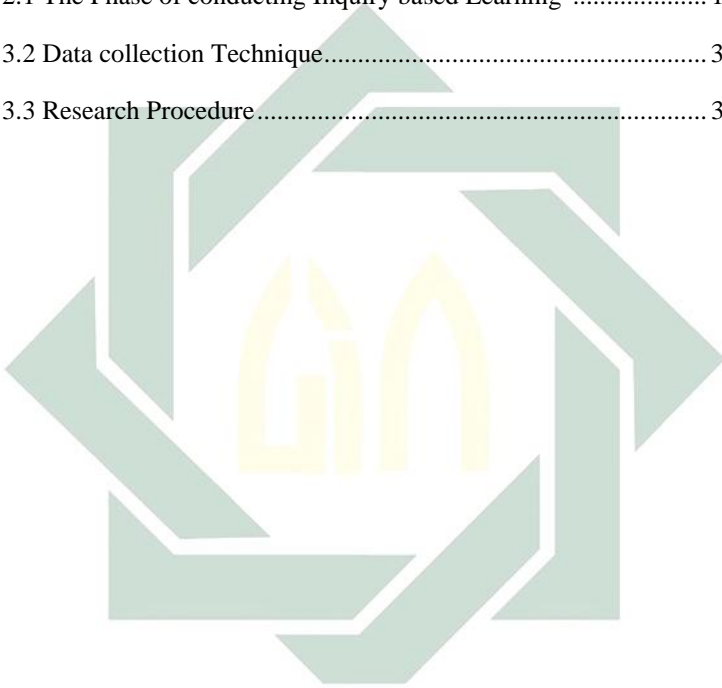 2.1 The Phase of conducting Inquiry based Learning ..................... 1
3.2 Data collection Technique.......................................................... 3
3.3 Research Procedure.................................................................... 3